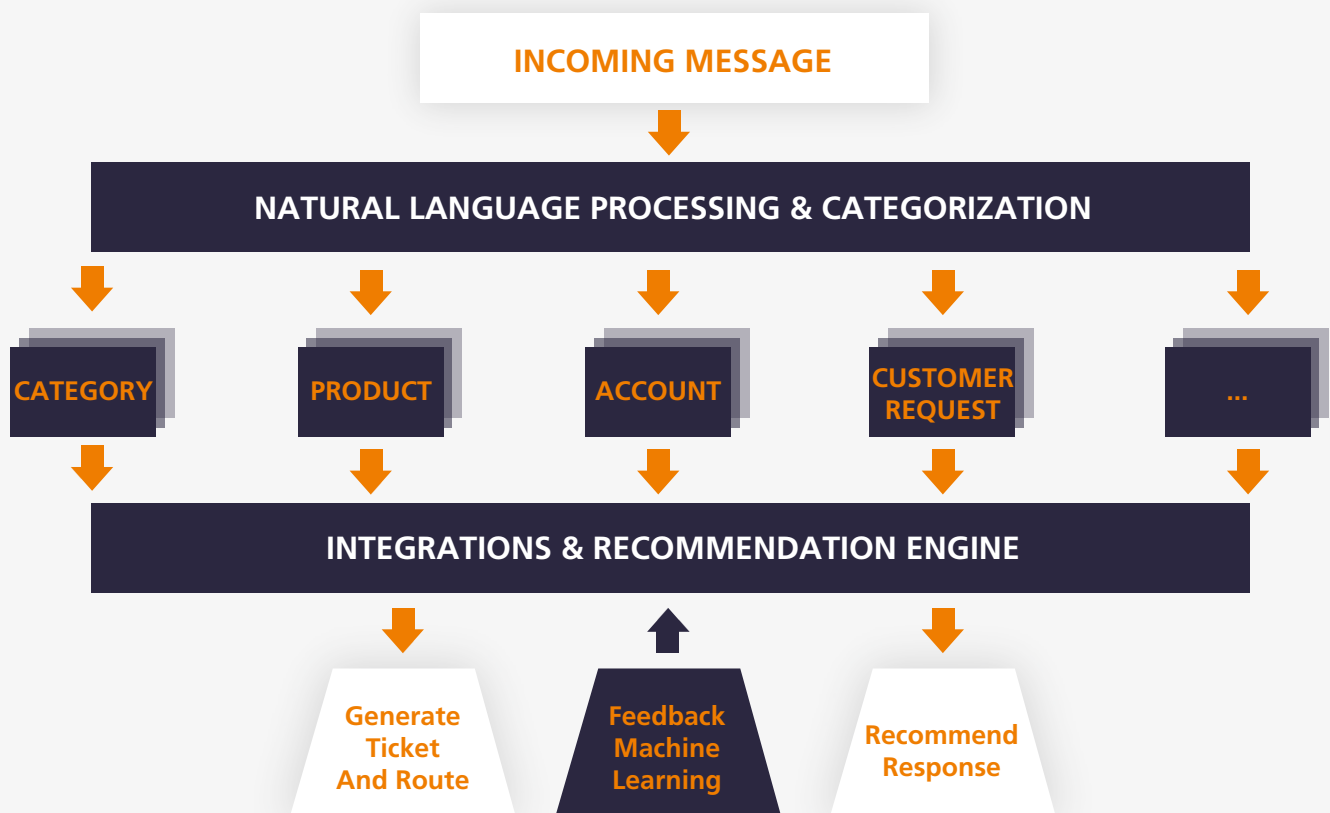 INCOMING MESSAGE
NATURAL LANGUAGE PROCESSING & CATEGORIZATION
CATEGORY
PRODUCT
ACCOUNT
CUSTOMER
REQUEST
...
INTEGRATIONS & RECOMMENDATION ENGINE
Generate
Ticket
And Route
Feedback
Machine
Learning
Recommend
Response